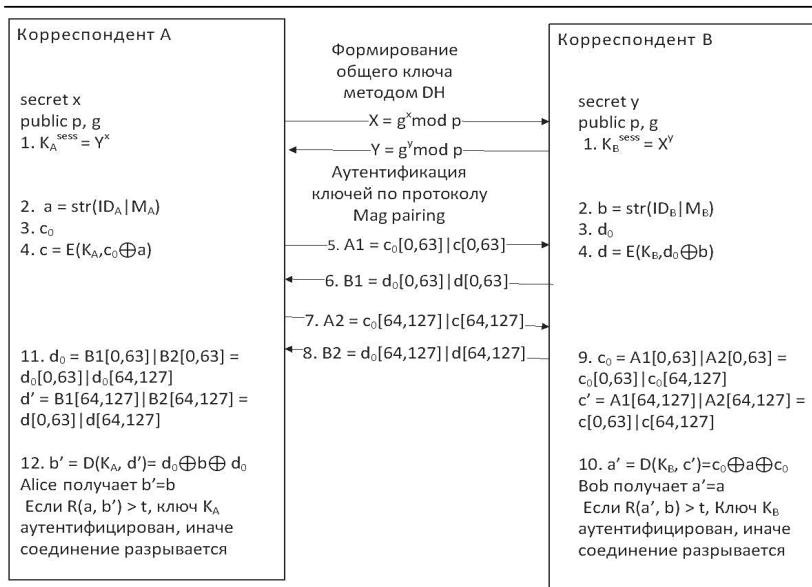 Корреспондент A
secret x
public p, g
1. K_A^sess = Y^x
2. a = str(ID_A|M_A)
3. c₀
4. c = E(K_A,c₀⊕a)
11. d₀ = B1[0,63]|B2[0,63] =
d₀[0,63]|d₀[64,127]
d′ = B1[64,127]|B2[64,127] =
d[0,63]|d[64,127]
12. b′ = D(K_A, d′)= d₀⊕b⊕ d₀
Alice получает b′=b
Если R(a, b′) > t, ключ K_A
аутентифицирован, иначе
соединение разрывается
Формирование
общего ключа
методом DH
X = g^x mod p
Y = g^y mod p
Аутентификация
ключей по протоколу
Mag pairing
5. A1 = c₀[0,63]|c[0,63]
6. B1 = d₀[0,63]|d[0,63]
7. A2 = c₀[64,127]|c[64,127]
8. B2 = d₀[64,127]|d[64,127]
Корреспондент B
secret y
public p, g
1. K_B^sess = X^y
2. b = str(ID_B|M_B)
3. d₀
4. d = E(K_B,d₀⊕b)
9. c₀ = A1[0,63]|A2[0,63] =
c₀[0,63]|c₀[64,127]
c′ = A1[64,127]|A2[64,127] =
c[0,63]|c[64,127]
10. a′ = D(K_B, c′)=c₀⊕a⊕c₀
Bob получает a′=a
Если R(a′, b) > t, Ключ K_B
аутентифицирован, иначе
соединение разрывается